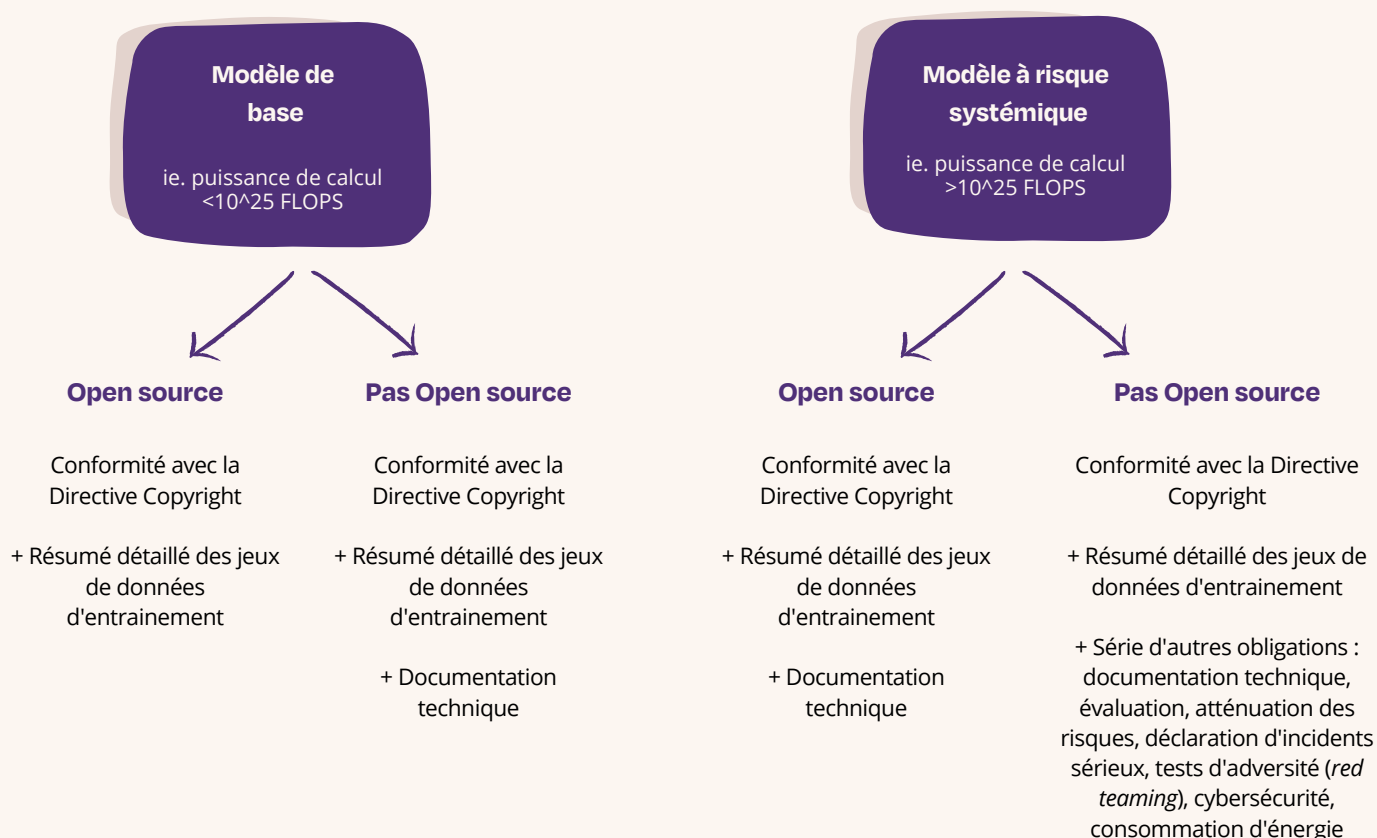 Modèle de
base
ie. puissance de calcul
<10^25 FLOPS
Modèle à risque
systémique
ie. puissance de calcul
>10^25 FLOPS
Open source
Conformité avec la
Directive Copyright
+ Résumé détaillé des jeux
de données
d'entrainement
Pas Open source
Conformité avec la
Directive Copyright
+ Résumé détaillé des jeux
de données
d'entrainement
+ Documentation
technique
Open source
Conformité avec la
Directive Copyright
+ Résumé détaillé des jeux
de données
d'entrainement
+ Documentation
technique
Pas Open source
Conformité avec la Directive
Copyright
+ Résumé détaillé des jeux de
données d'entrainement
+ Série d'autres obligations :
documentation technique,
évaluation, atténuation des
risques, déclaration d'incidents
sérieux, tests d'adversité (red
teaming), cybersécurité,
consommation d'énergie